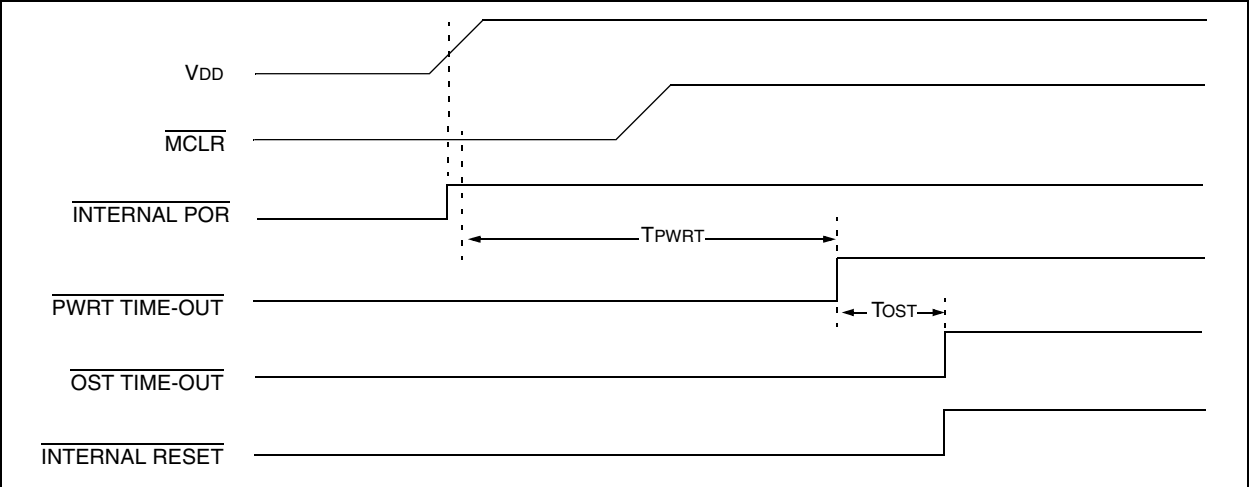 VDD
MCLR
INTERNAL POR
TPWRT
PWRT TIME-OUT
TOST
OST TIME-OUT
INTERNAL RESET